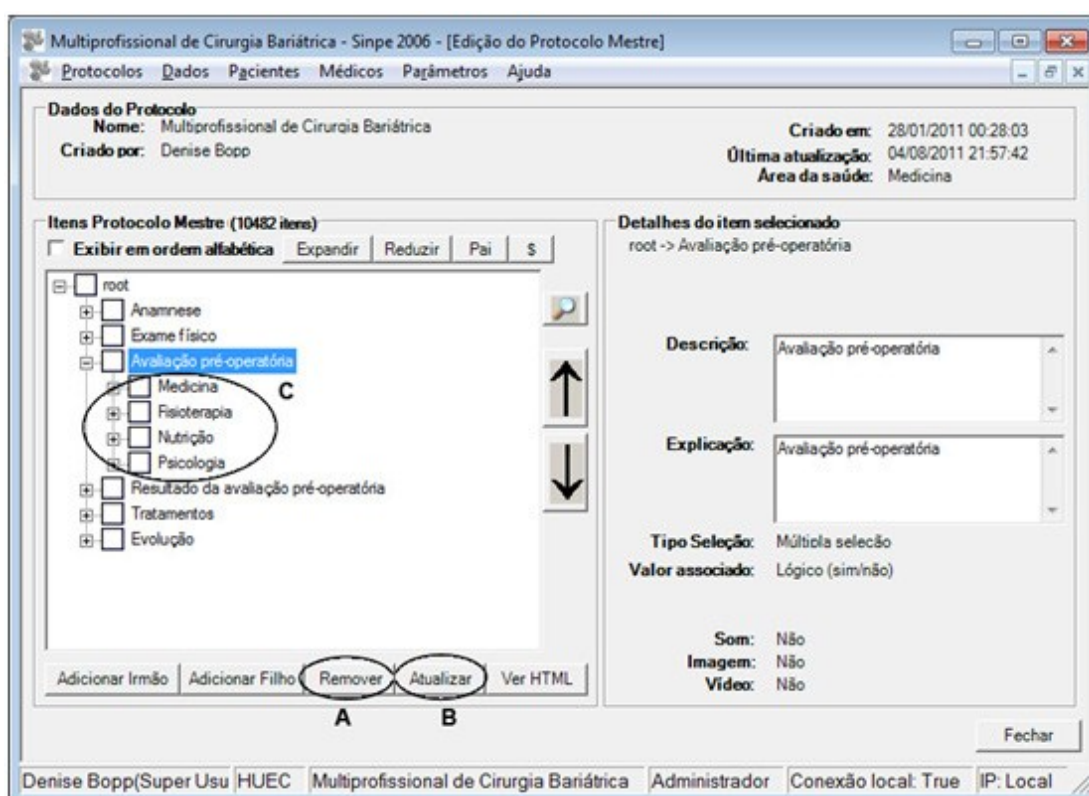 Multiprofissional de Cirurgia Bariátrica - Sinpe 2006 - [Edição do Protocolo Mestre]
Protocolos Dados Pacientes Médicos Parâmetros Ajuda
Dados do Protocolo
Nome: Multiprofissional de Cirurgia Bariátrica
Criado em: 28/01/2011 00:28:03
Criado por: Denise Bopp
Última atualização: 04/08/2011 21:57:42
Área da saúde: Medicina
Itens Protocolo Mestre (10482 itens)
Exibir em ordem alfabética Expandir Reduzir Pai $
root
Anamnese
Exame físico
Avaliação pré-operatória
Medicina
C
Fisioterapia
Nutrição
Psicologia
Resultado da avaliação pré-operatória
Tratamentos
Evolução
Adicionar Irmão Adicionar Filho Remover Atualizar Ver HTML
A B
Detalhes do item selecionado
root -> Avaliação pré-operatória
Descrição: Avaliação pré-operatória
Explicação: Avaliação pré-operatória
Tipo Seleção: Múltipla seleção
Valor associado: Lógico (sim/não)
Som: Não
Imagem: Não
Vídeo: Não
Fechar
Denise Bopp(Super Usu HUEC Multiprofissional de Cirurgia Bariátrica Administrador Conexão local: True IP: Local